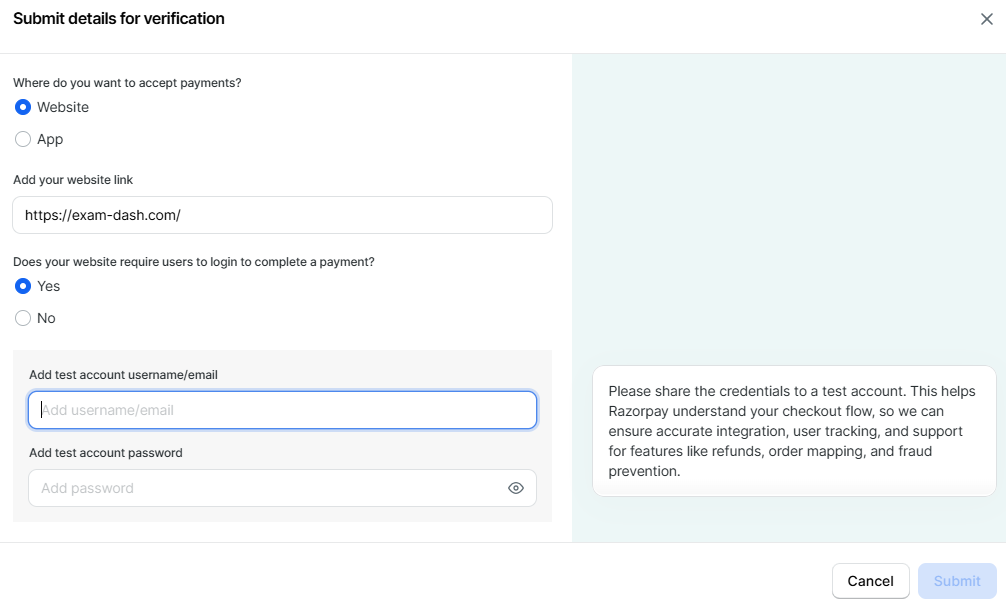 Submit details for verification
Where do you want to accept payments?
Website
App
Add your website link
https://exam-dash.com/
Does your website require users to login to complete a payment?
Yes
No
Add test account username/email
Add username/email
Add test account password
Add password
Please share the credentials to a test account. This helps
Razorpay understand your checkout flow, so we can
ensure accurate integration, user tracking, and support
for features like refunds, order mapping, and fraud
prevention.
Cancel
Submit